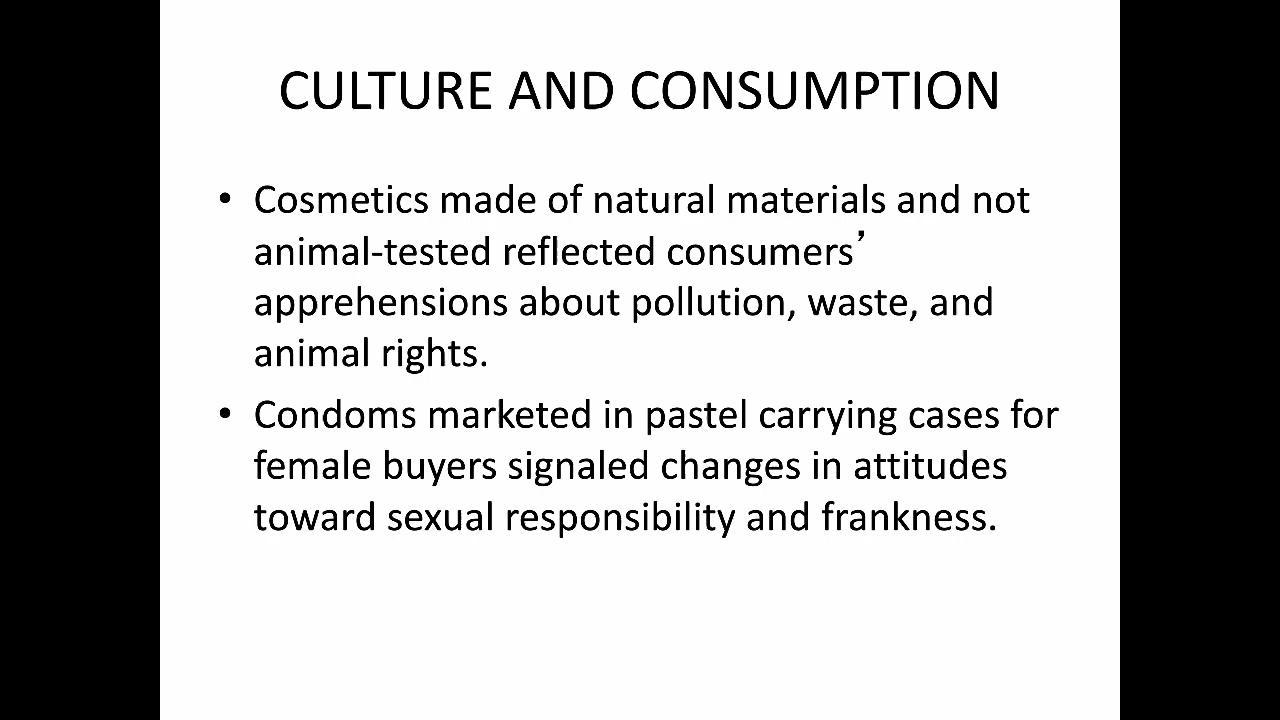 CULTURE AND CONSUMPTION
• Cosmetics made of natural materials and not
animal-tested reflected consumers’
apprehensions about pollution, waste, and
animal rights.
• Condoms marketed in pastel carrying cases for
female buyers signaled changes in attitudes
toward sexual responsibility and frankness.